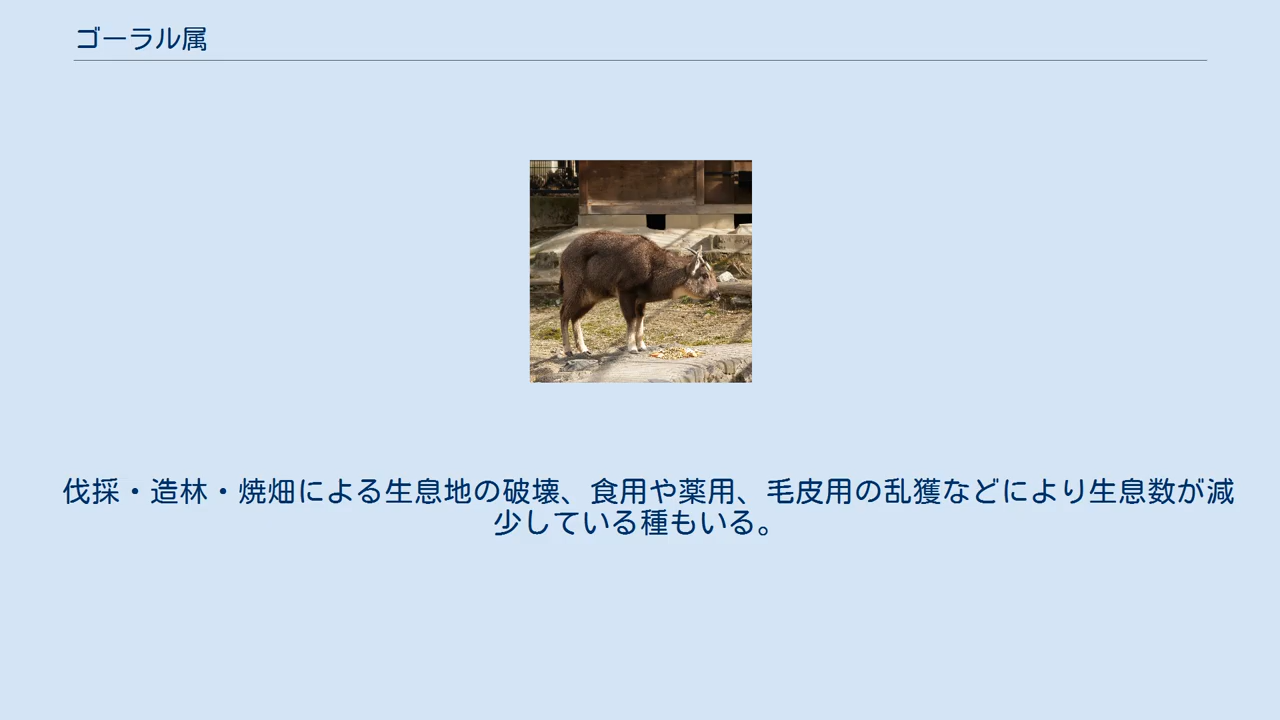 ゴーラル属
伐採・造林・焼畑による生息地の破壊、食用や薬用、毛皮用の乱獲などにより生息数が減
少している種もいる。